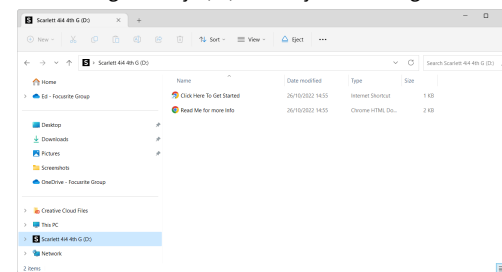 Scarlett 4i4 4th G (D:)
New Sort View Eject
Scarlett 4i4 4th G (D:) Search Scarlett 4i4 4th G (D:)
Name Date modified Type Size
Home
Click Here To Get Started 26/10/2022 14:55 Internet Shortcut 1 KB
Ed - Focusrite Group
Read Me for more Info 26/10/2022 14:55 Chrome HTML Do... 2 KB
Desktop
Downloads
Pictures
Screenshots
OneDrive - Focusrite Group
Creative Cloud Files
This PC
Scarlett 4i4 4th G (D:)
Network
2 items